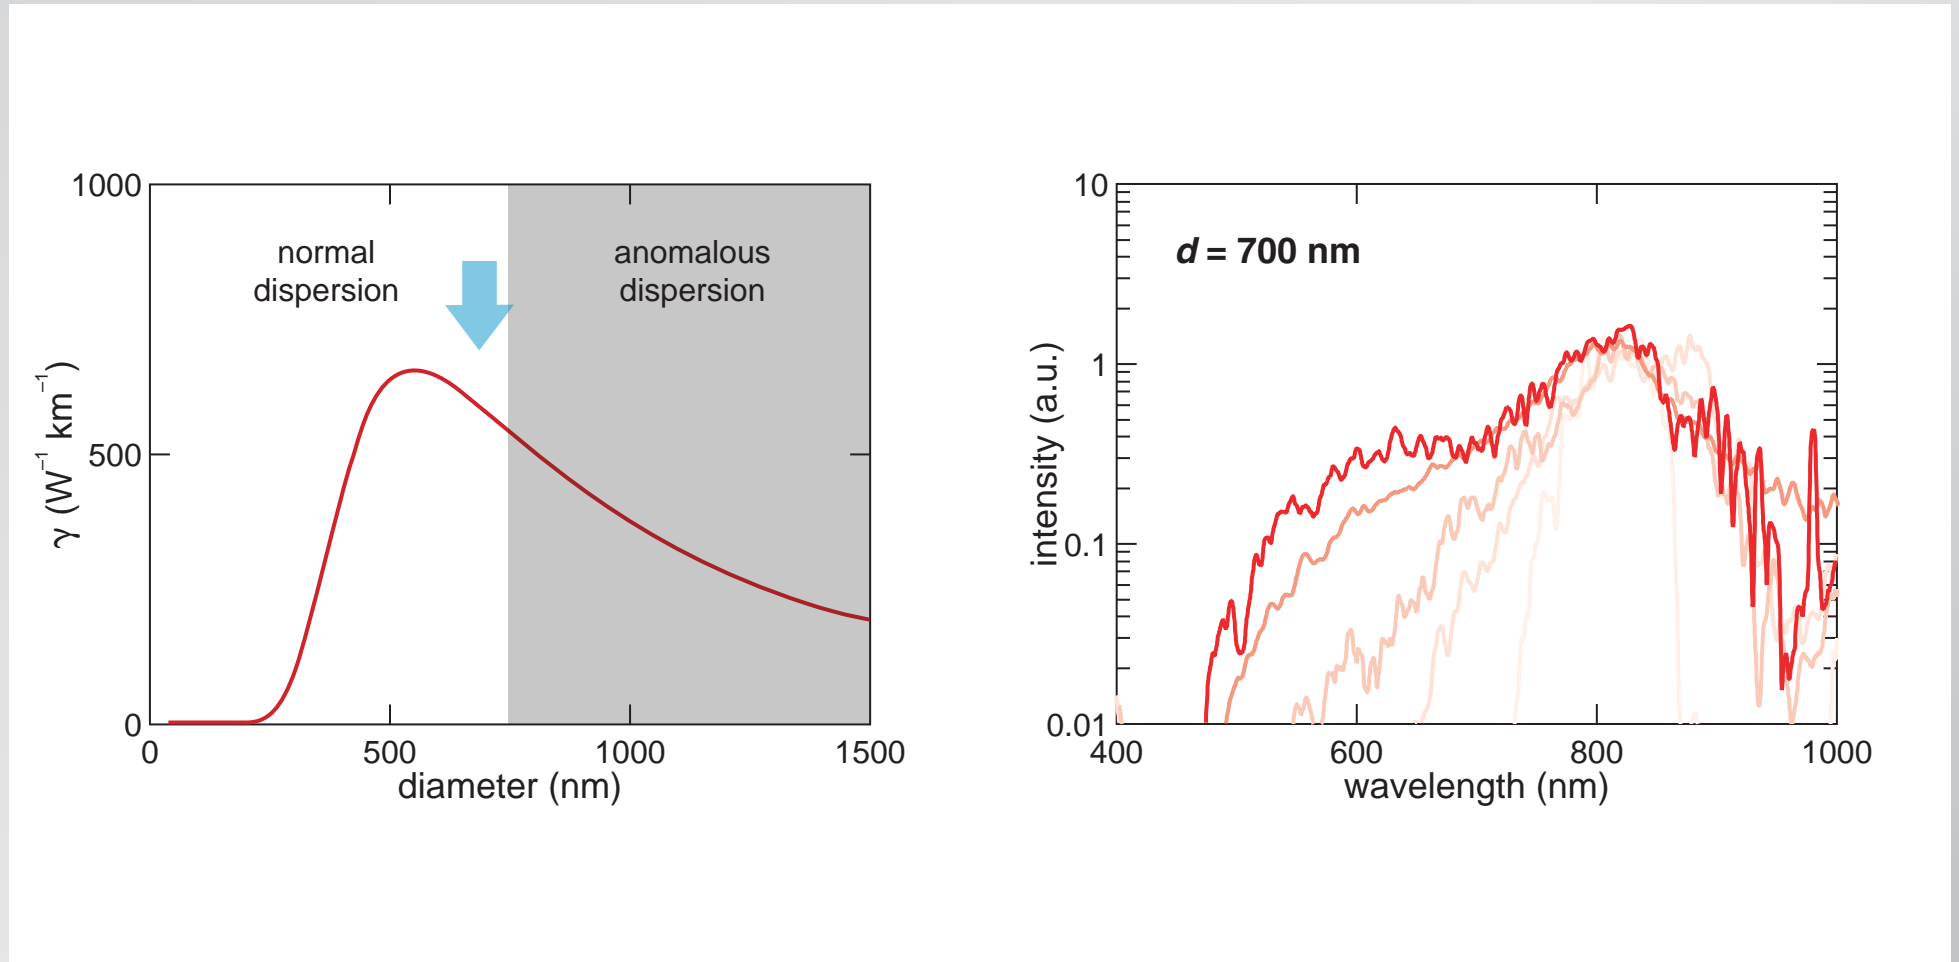 1000
500
0
γ (W⁻¹ km⁻¹)
normal
dispersion
anomalous
dispersion
0 500 1000 1500
diameter (nm)
10
1
0.1
0.01
intensity (a.u.)
d = 700 nm
400 600 800 1000
wavelength (nm)